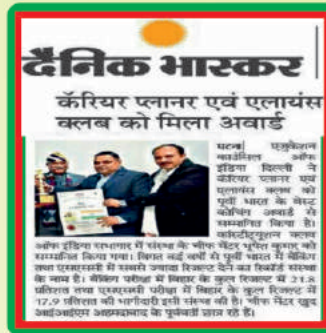 दैनिक भास्कर
कॅरियर प्लानर एवं एलायंस
क्लब को मिला अवार्ड
पटना। एजुकेशन
काउंसिल ऑफ
इंडिया दिल्ली ने
कॅरियर प्लानर एवं
एलायंस क्लब को
पूर्वी भारत के बेस्ट
कोचिंग अवार्ड से
सम्मानित किया है।
कांस्टीट्यूशन क्लब
ऑफ इंडिया सभागार में संस्था के चीफ मेंटर भूपेश कुमार को
सम्मानित किया गया। विगत कई वर्षों से पूर्वी भारत में बैंकिंग
तथा एसएससी में सबसे ज्यादा रिजल्ट देने का रिकॉर्ड संस्था
के नाम है। बैंकिंग परीक्षा में बिहार के कुल रिजल्ट में 21.8
प्रतिशत तथा एसएससी परीक्षा में बिहार के कुल रिजल्ट में
17.9 प्रतिशत की भागीदारी इसी संस्था की है। चीफ मेंटर खुद
आईआईएम अहमदाबाद के पूर्ववर्ती छात्र रहे हैं।